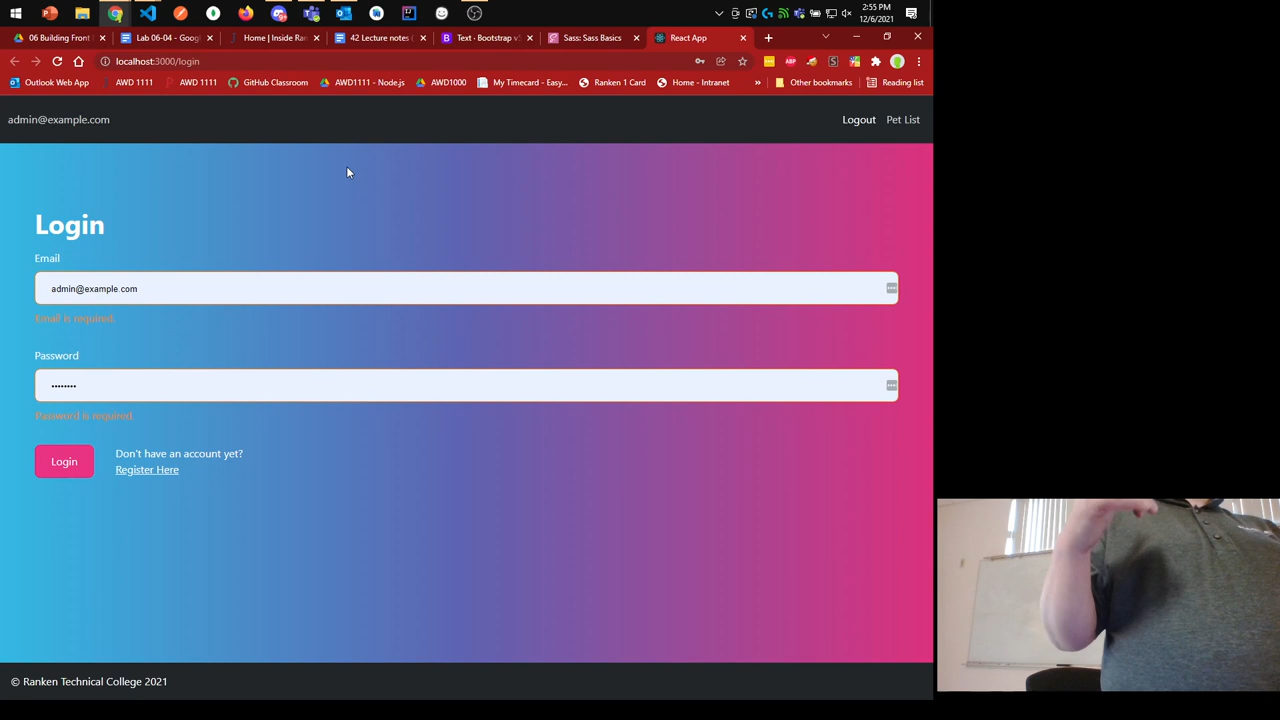 2:55 PM
12/6/2021
06 Building Front
Lab 06-04 - Goog
Home | Inside Ran
42 Lecture notes (
Text · Bootstrap v5
Sass: Sass Basics
React App
localhost:3000/login
Outlook Web App
AWD 1111
AWD 1111
GitHub Classroom
AWD1111 - Node.js
AWD1000
My Timecard - Easy...
Ranken 1 Card
Home - Intranet
»
Other bookmarks
Reading list
admin@example.com
Logout
Pet List
Login
Email
admin@example.com
Email is required.
Password
••••••••
Password is required.
Login
Don't have an account yet?
Register Here
© Ranken Technical College 2021